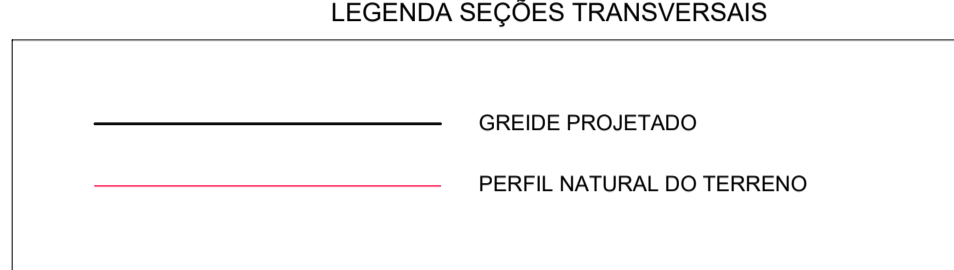 LEGENDA SEÇÕES TRANSVERSAIS
GREIDE PROJETADO
PERFIL NATURAL DO TERRENO